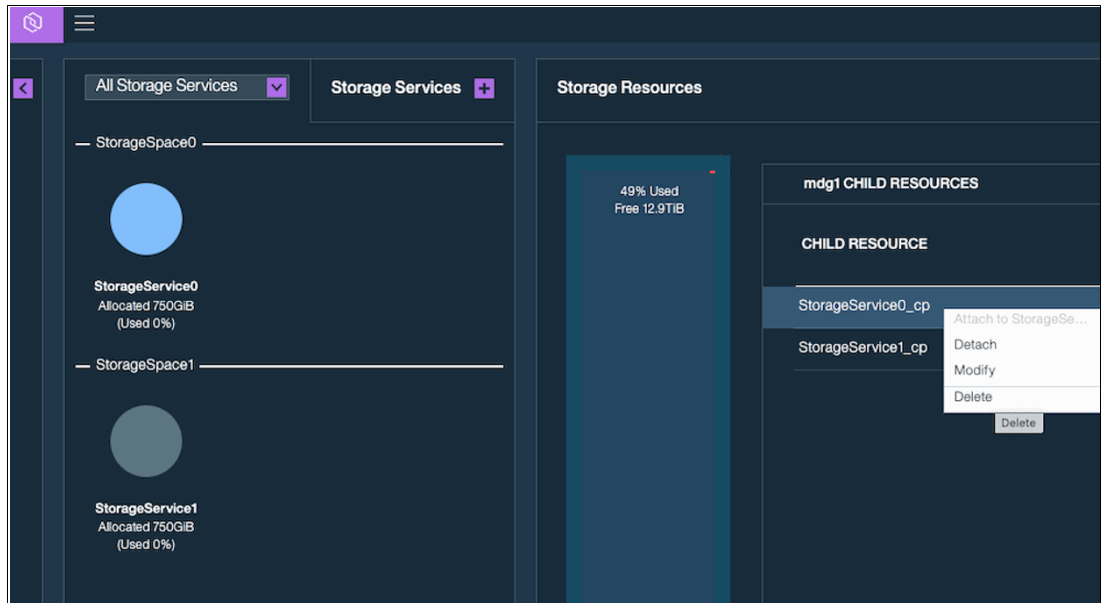 All Storage Services
Storage Services
Storage Resources
StorageSpace0
StorageService0
Allocated 750GiB
(Used 0%)
StorageSpace1
StorageService1
Allocated 750GiB
(Used 0%)
49% Used
Free 12.9TiB
mdg1 CHILD RESOURCES
CHILD RESOURCE
StorageService0_cp
StorageService1_cp
Attach to StorageSe...
Detach
Modify
Delete
Delete